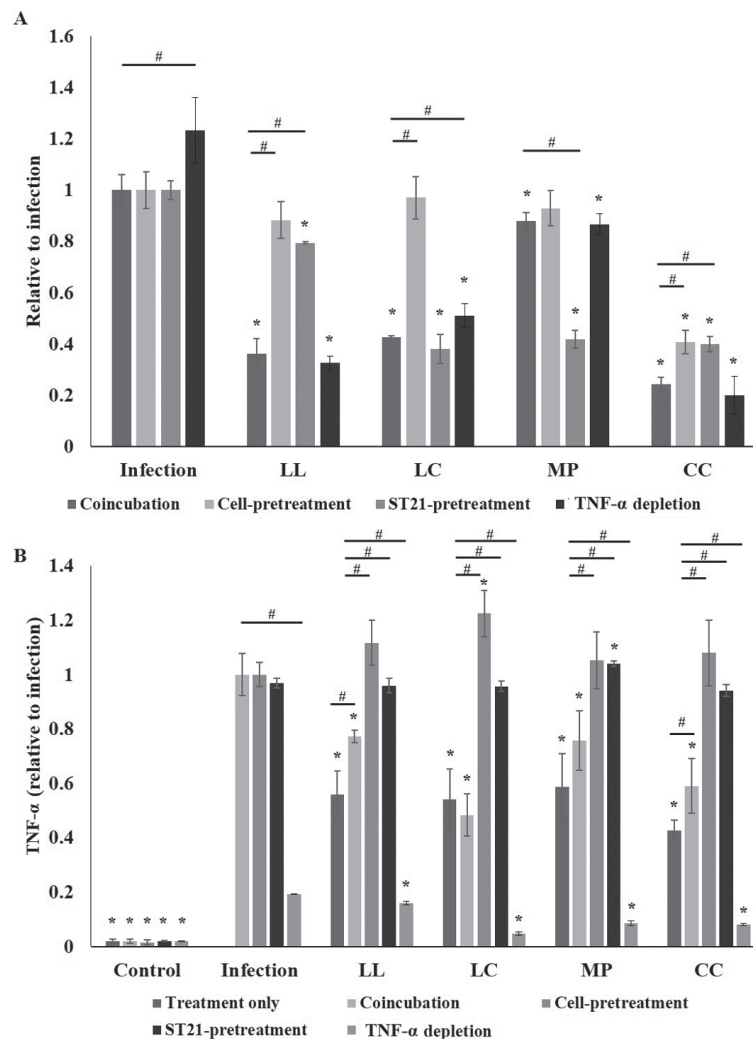 A
Relative to infection
1.6
1.4
1.2
1
0.8
0.6
0.4
0.2
0
#
#
#
#
#
#
#
#
* * *
* * *
* * *
* * * *
Infection LL LC MP CC
Coincubation Cell-pretreatment ST21-pretreatment TNF-α depletion
B
TNF-α (relative to infection)
1.4
1.2
1
0.8
0.6
0.4
0.2
0
# # # #
# # # #
# # # #
#
#
#
* * * * *
* * *
* * * *
* * * *
* * *
Control Infection LL LC MP CC
Treatment only Coincubation Cell-pretreatment
ST21-pretreatment TNF-α depletion